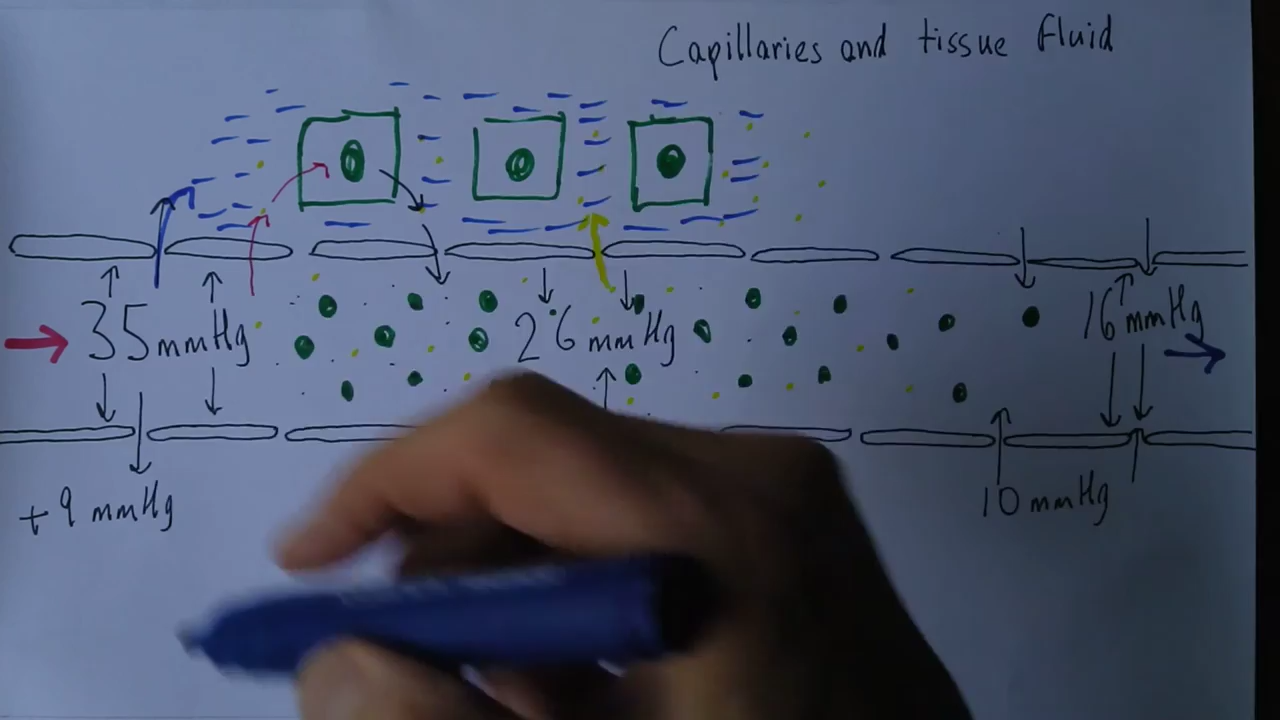 Capillaries and tissue fluid
35 mmHg
26 mmHg
16 mmHg
+9 mmHg
10 mmHg